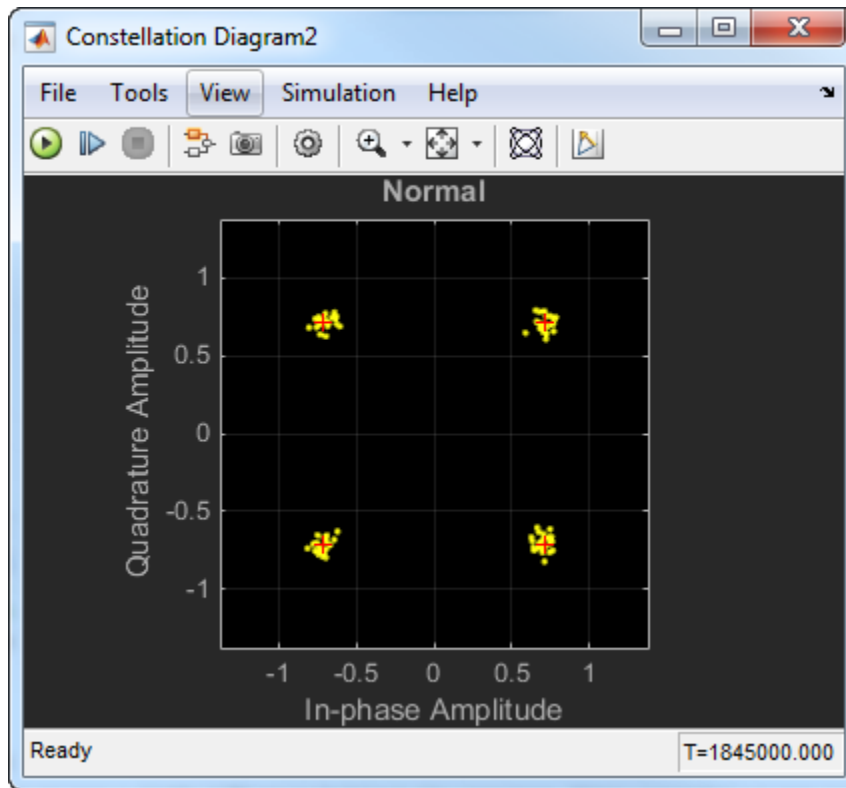 Constellation Diagram2
File Tools View Simulation Help
Normal
Quadrature Amplitude
1
0.5
0
-0.5
-1
-1 -0.5 0 0.5 1
In-phase Amplitude
Ready T=1845000.000